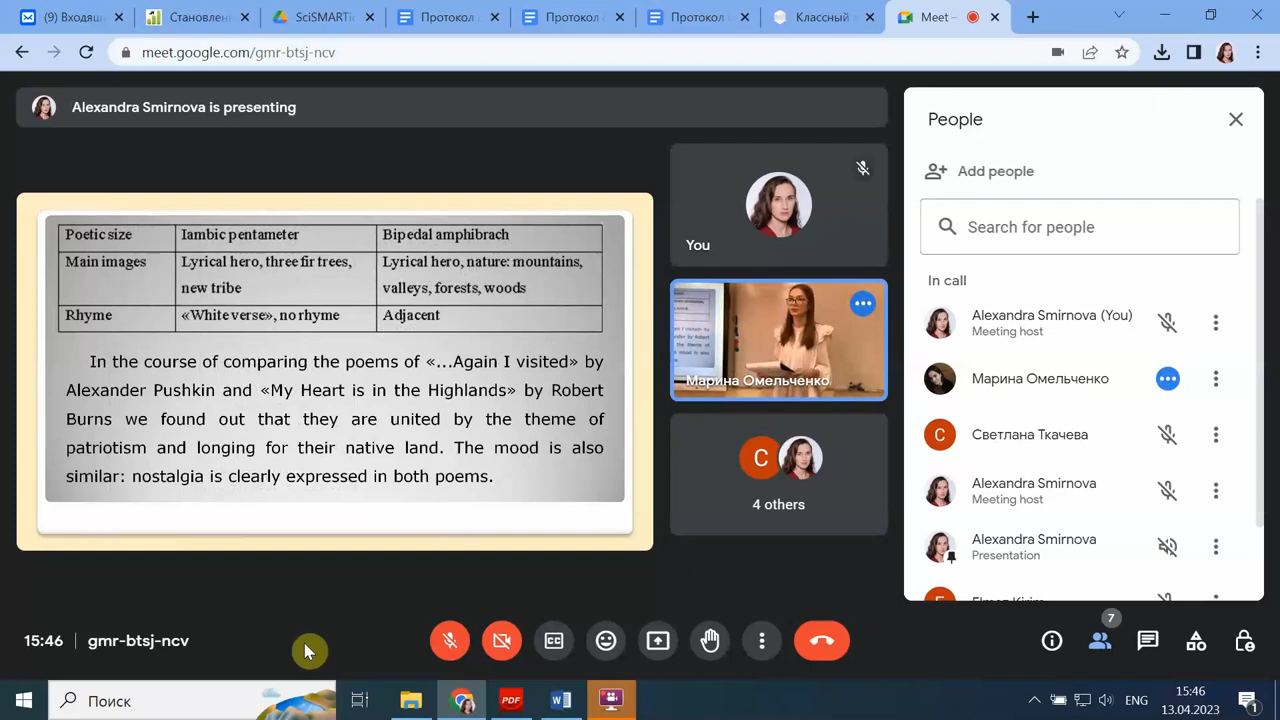 (9) Входящ
Становлен
SciSMARTi
Протокол
Протокол
Протокол
Классный
Meet –
meet.google.com/gmr-btsj-ncv
Alexandra Smirnova is presenting
Poetic size Iambic pentameter Bipedal amphibrach
Main images Lyrical hero, three fir trees, new tribe Lyrical hero, nature: mountains, valleys, forests, woods
Rhyme «White verse», no rhyme Adjacent
In the course of comparing the poems of «...Again I visited» by
Alexander Pushkin and «My Heart is in the Highlands» by Robert
Burns we found out that they are united by the theme of
patriotism and longing for their native land. The mood is also
similar: nostalgia is clearly expressed in both poems.
You
Марина Омельченко
C
4 others
People
Add people
Search for people
In call
Alexandra Smirnova (You)
Meeting host
Марина Омельченко
C
Светлана Ткачева
Alexandra Smirnova
Meeting host
Alexandra Smirnova
Presentation
15:46 gmr-btsj-ncv
CC
7
Поиск
PDF
W
ENG
15:46
13.04.2023
1